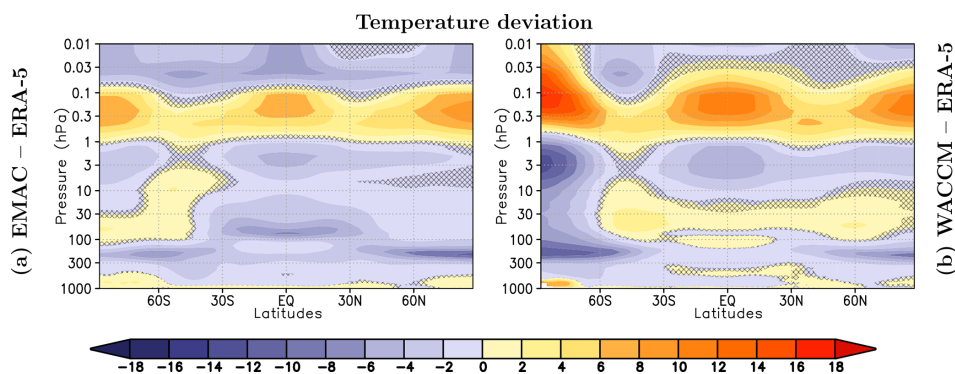 Temperature deviation
(a) EMAC – ERA-5
Pressure (hPa)
0.01
0.03
0.1
0.3
1
3
10
30
100
300
1000
60S 30S EQ 30N 60N
Latitudes
Pressure (hPa)
0.01
0.03
0.1
0.3
1
3
10
30
100
300
1000
60S 30S EQ 30N 60N
Latitudes
(b) WACCM – ERA-5
-18 -16 -14 -12 -10 -8 -6 -4 -2 0 2 4 6 8 10 12 14 16 18